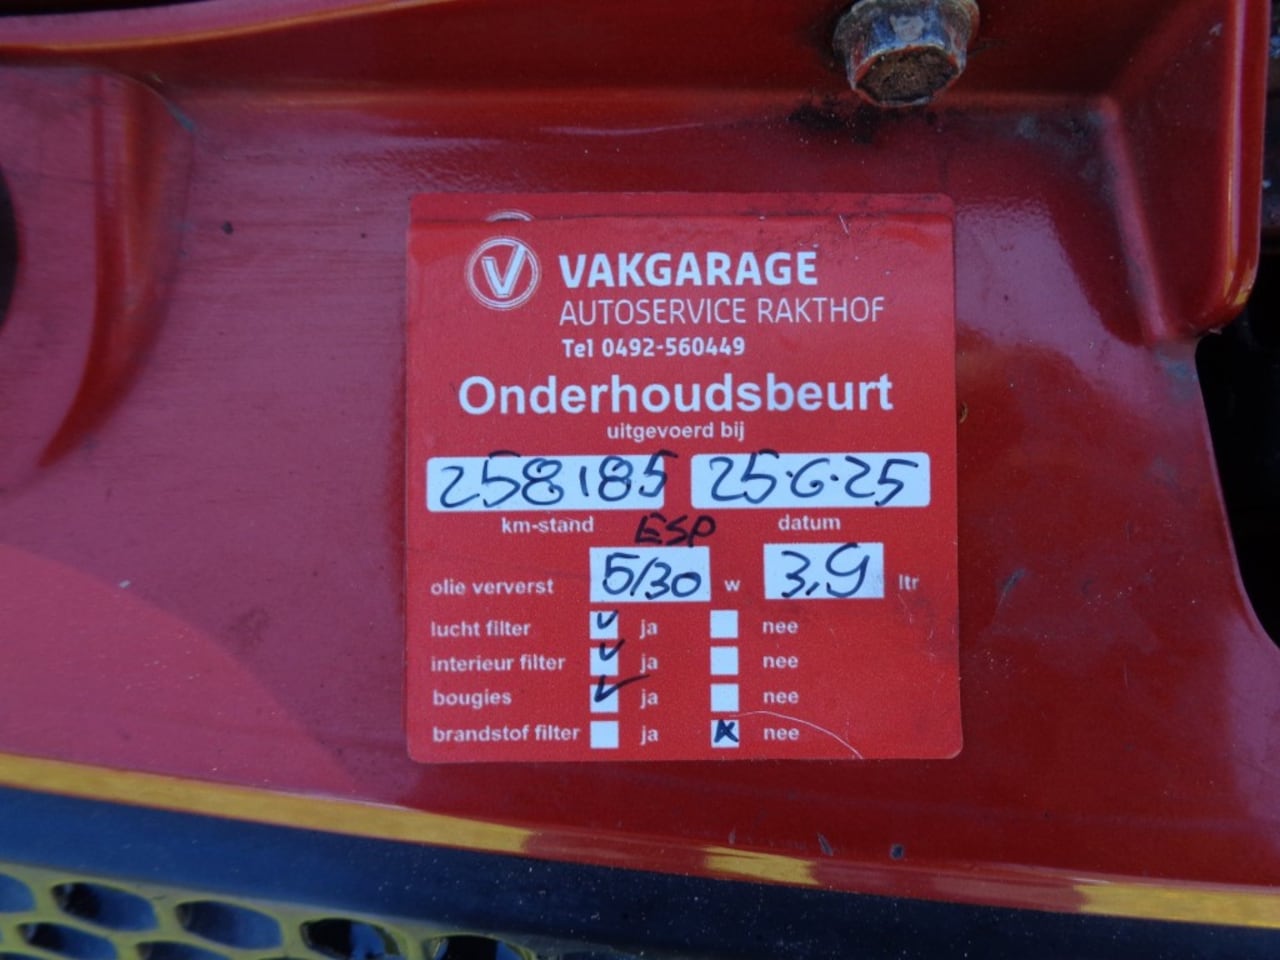 VAKGARAGE
AUTOSERVICE RAKTHOF
Tel 0492-560449
Onderhoudsbeurt
uitgevoerd bij
258185 25-6-25
km-stand datum
ESP
olie ververst 5/30 w 3,9 ltr
lucht filter ja nee
interieur filter ja nee
bougies ja nee
brandstof filter ja nee